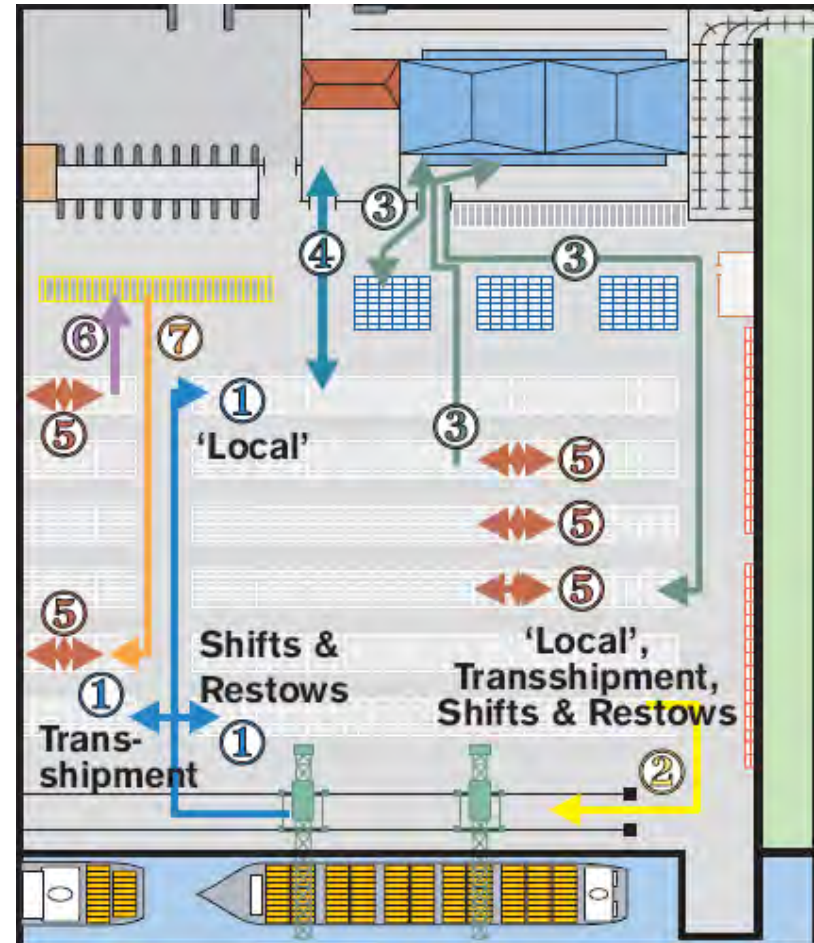 ③
④
③
⑥
⑦
①
‘Local’
⑤
③
⑤
⑤
⑤
⑤
Shifts &
Restows
‘Local’,
Transshipment,
Shifts & Restows
①
Trans-
shipment
①
②